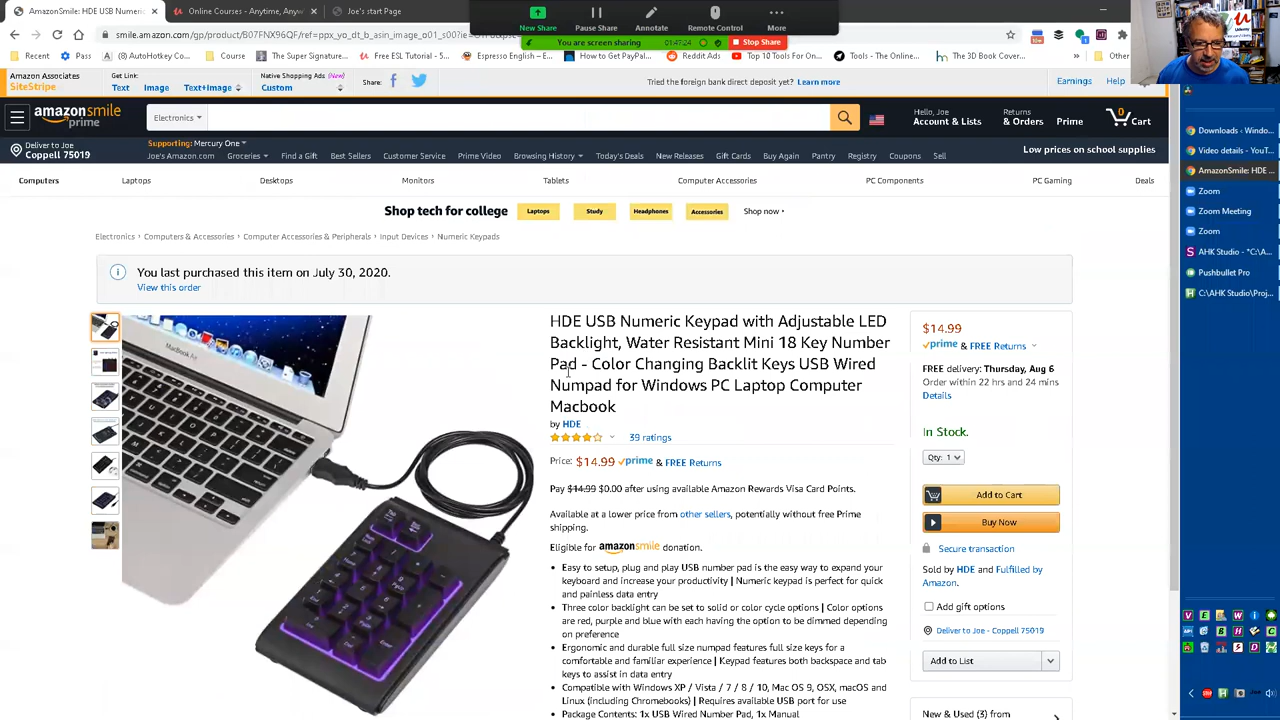 AmazonSmile: HDE USB Numeric
Online Courses - Anytime, Anyw
Joe's start Page
New Share
Pause Share
Annotate
Remote Control
More
You are screen sharing
01:47:24
Stop Share
smile.amazon.com/gp/product/B07FNX96QF/ref=ppx_yo_dt_b_asin_image_o01_s00?ie=UTF8&psc=1
Recent
Pass
(2) AutoHotkey Co...
Course
The Super Signature...
Free ESL Tutorial - S...
Espresso English – E...
How to Get PayPal...
Reddit Ads
Top 10 Tools For On...
Tools - The Online...
The 3D Book Cover...
Other
Amazon Associates
SiteStripe
Get Link:
Text
Image
Text+Image
Native Shopping Ads (New)
Custom
Share:
Tried the foreign bank direct deposit yet? Learn more
Earnings
Help
amazonsmile
prime
Electronics
Hello, Joe
Account & Lists
Returns
& Orders
Prime
0
Cart
Deliver to Joe
Coppell 75019
Supporting: Mercury One
Joe's Amazon.com
Groceries
Find a Gift
Best Sellers
Customer Service
Prime Video
Browsing History
Today's Deals
New Releases
Gift Cards
Buy Again
Pantry
Registry
Coupons
Sell
Low prices on school supplies
Computers
Laptops
Desktops
Monitors
Tablets
Computer Accessories
PC Components
PC Gaming
Deals
Shop tech for college
Laptops
Study
Headphones
Accessories
Shop now ›
Electronics › Computers & Accessories › Computer Accessories & Peripherals › Input Devices › Numeric Keypads
You last purchased this item on July 30, 2020.
View this order
MacBook Air
HDE USB Numeric Keypad with Adjustable LED
Backlight, Water Resistant Mini 18 Key Number
Pad - Color Changing Backlit Keys USB Wired
Numpad for Windows PC Laptop Computer
Macbook
by HDE
39 ratings
Price: $14.99 prime & FREE Returns
Pay $14.99 $0.00 after using available Amazon Rewards Visa Card Points.
Available at a lower price from other sellers, potentially without free Prime
shipping.
Eligible for amazonsmile donation.
• Easy to setup, plug and play USB number pad is the easy way to expand your
keyboard and increase your productivity | Numeric keypad is perfect for quick
and painless data entry
• Three color backlight can be set to solid or color cycle options | Color options
are red, purple and blue with each having the option to be dimmed depending
on preference
• Ergonomic and durable full size numpad features full size keys for a
comfortable and familiar experience | Keypad features both backspace and tab
keys to assist in data entry
• Compatible with Windows XP / Vista / 7 / 8 / 10, Mac OS 9, OSX, macOS and
Linux (including Chromebooks) | Requires available USB port for use
• Package Contents: 1x USB Wired Number Pad, 1x Manual
$14.99
prime & FREE Returns
FREE delivery: Thursday, Aug 6
Order within 22 hrs and 24 mins
Details
In Stock.
Qty: 1
Add to Cart
Buy Now
Secure transaction
Sold by HDE and Fulfilled by
Amazon.
Add gift options
Deliver to Joe - Coppell 75019
Add to List
New & Used (3) from
Downloads ‹ Windo...
Video details - YouT...
AmazonSmile: HDE ...
Zoom
Zoom Meeting
Zoom
AHK Studio - *C:\A...
Pushbullet Pro
C:\AHK Studio\Proj...